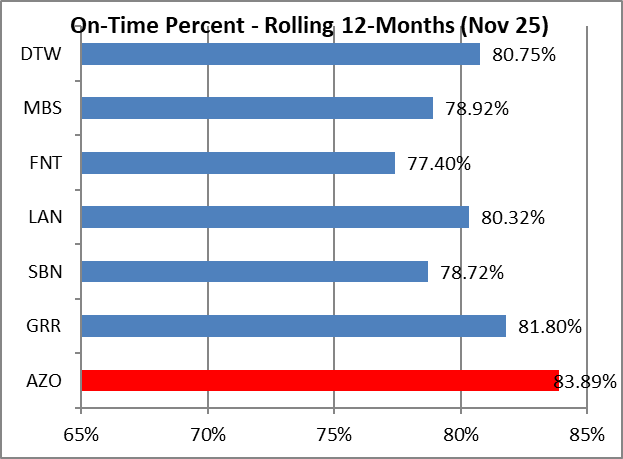 On-Time Percent - Rolling 12-Months (Nov 25)
DTW 80.75%
MBS 78.92%
FNT 77.40%
LAN 80.32%
SBN 78.72%
GRR 81.80%
AZO 83.89%
65% 70% 75% 80% 85%